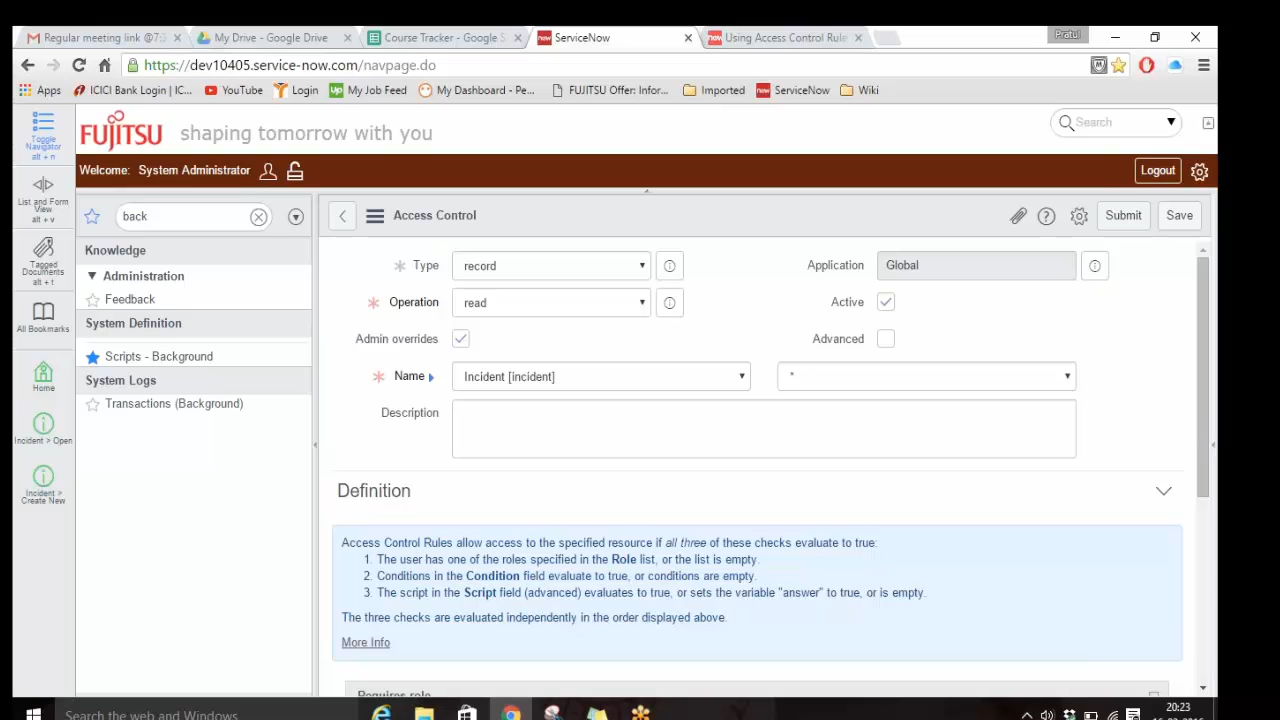 Regular meeting link @7:
My Drive - Google Drive
Course Tracker - Google S
ServiceNow
Using Access Control Rule
Pratul
https://dev10405.service-now.com/navpage.do
Apps
ICICI Bank Login | IC...
YouTube
Login
Up My Job Feed
My Dashboard - Pe...
FUJITSU Offer: Infor...
Imported
now ServiceNow
Wiki
FUJITSU shaping tomorrow with you
Search
Welcome: System Administrator
Logout
Toggle
Navigator
alt + n
List and Form
View
alt + v
Tagged
Documents
alt + t
All Bookmarks
Home
Incident > Open
Incident >
Create New
back
Knowledge
Administration
Feedback
System Definition
Scripts - Background
System Logs
Transactions (Background)
Access Control
Submit
Save
Type record
Application Global
Operation read
Active
Admin overrides
Advanced
Name Incident [incident] *
Description
Definition
Access Control Rules allow access to the specified resource if all three of these checks evaluate to true:
1. The user has one of the roles specified in the Role list, or the list is empty.
2. Conditions in the Condition field evaluate to true, or conditions are empty.
3. The script in the Script field (advanced) evaluates to true, or sets the variable "answer" to true, or is empty.
The three checks are evaluated independently in the order displayed above.
More Info
Requires role
Search the web and Windows
20:23